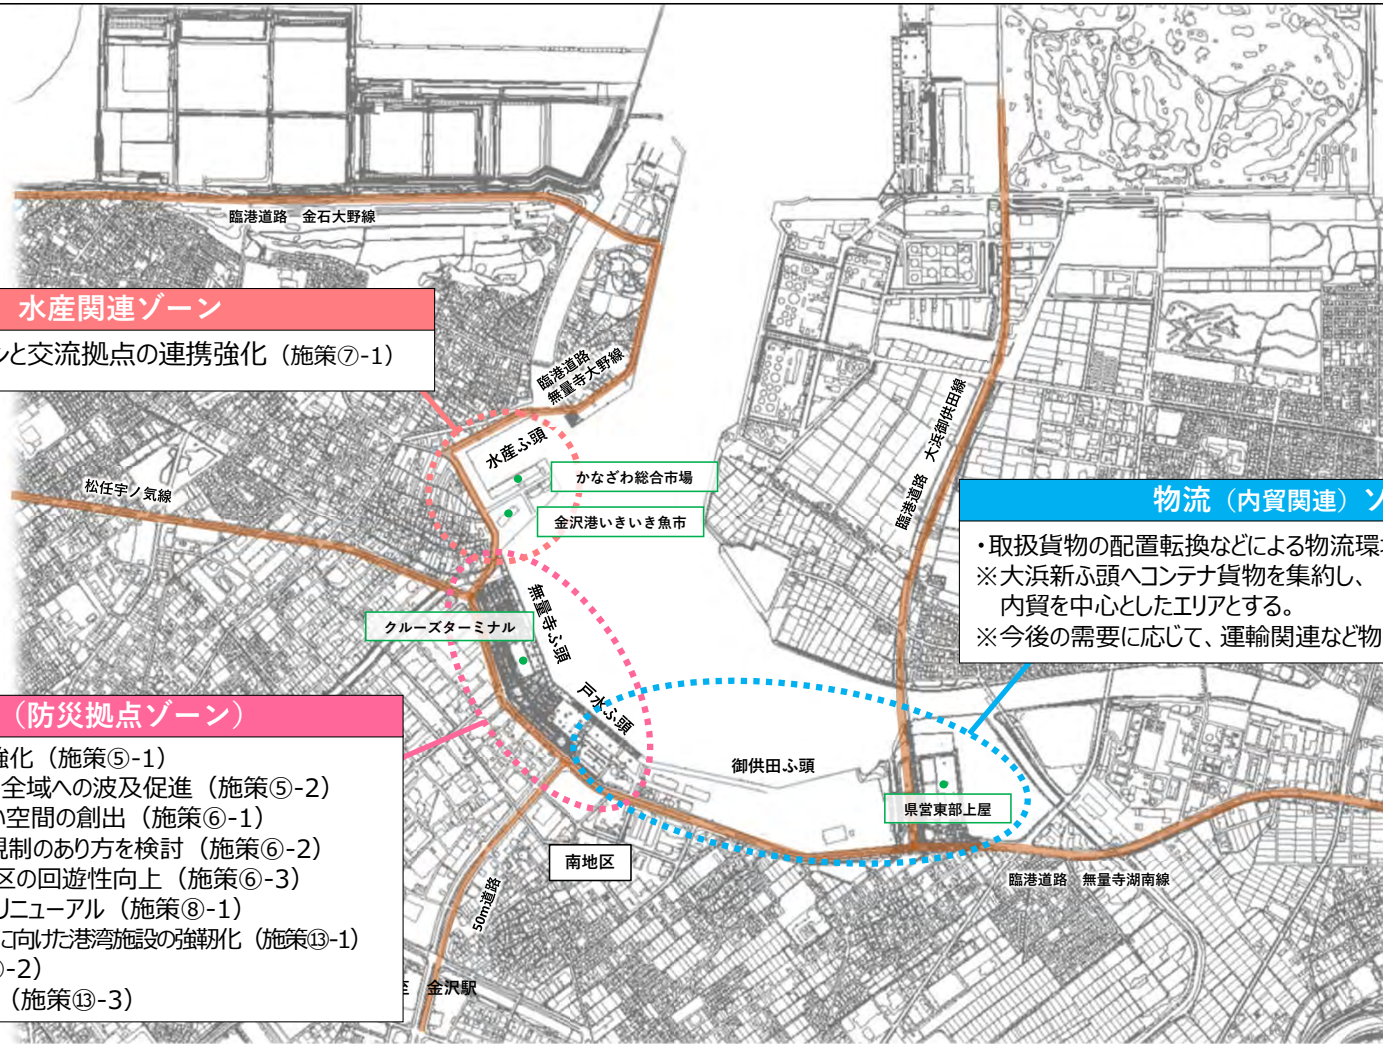 臨港道路　金石大野線
水産関連ゾーン
ンと交流拠点の連携強化（施策⑦-1）
臨港道路
無量寺大野線
水産ふ頭
かなざわ総合市場
金沢港いきいき魚市
松任宇ノ気線
臨港道路　大浜御供田線
物流（内貿関連）ゾ
・取扱貨物の配置転換などによる物流環
※大浜新ふ頭へコンテナ貨物を集約し、
内貿を中心としたエリアとする。
※今後の需要に応じて、運輸関連など物
クルーズターミナル
無量寺ふ頭
戸水ふ頭
御供田ふ頭
県営東部上屋
南地区
臨港道路　無量寺湖南線
50m道路
（防災拠点ゾーン）
強化（施策⑤-1）
全域への波及促進（施策⑤-2）
い空間の創出（施策⑥-1）
規制のあり方を検討（施策⑥-2）
区の回遊性向上（施策⑥-3）
リニューアル（施策⑧-1）
に向けた港湾施設の強靭化（施策⑬-1）
-2）
（施策⑬-3）
至　金沢駅